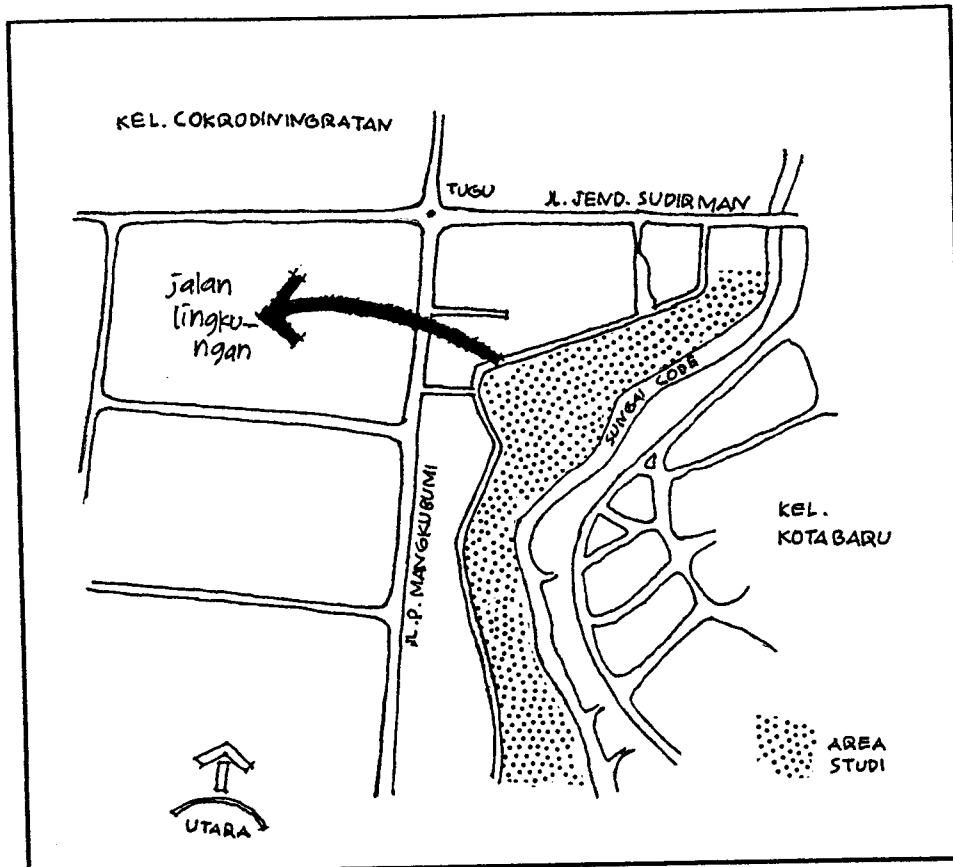 KEL. COKRODININGRATAN
TUGU
JL. JEND. SUDIRMAN
jalan
lingku-
ngan
SUNGAI CODE
JL. P. MANGKUBUMI
KEL.
KOTABARU
AREA
STUDI
UTARA